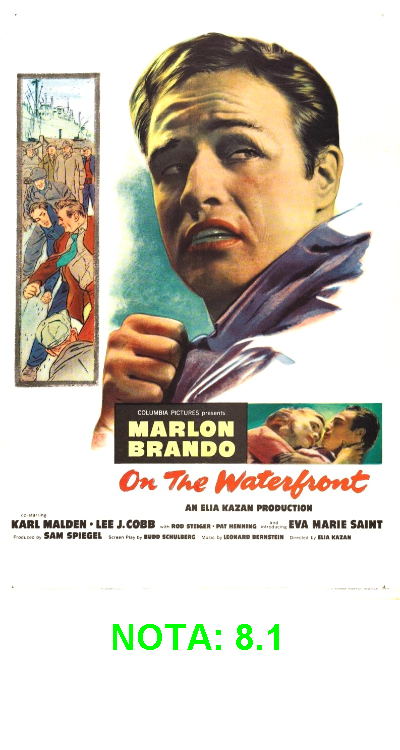 COLUMBIA PICTURES presents
MARLON
BRANDO
On The Waterfront
AN ELIA KAZAN PRODUCTION
co-starring
KARL MALDEN • LEE J. COBB with ROD STEIGER • PAT HENNING and introducing EVA MARIE SAINT
Produced by SAM SPIEGEL Screen Play by BUDD SCHULBERG Music by LEONARD BERNSTEIN Directed by ELIA KAZAN
NOTA: 8.1